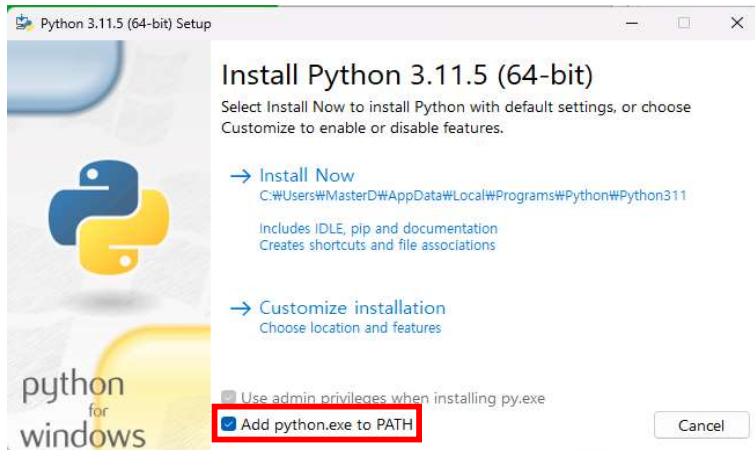 Python 3.11.5 (64-bit) Setup
Install Python 3.11.5 (64-bit)
Select Install Now to install Python with default settings, or choose
Customize to enable or disable features.
→ Install Now
C:₩Users₩MasterD₩AppData₩Local₩Programs₩Python₩Python311
Includes IDLE, pip and documentation
Creates shortcuts and file associations
→ Customize installation
Choose location and features
Use admin privileges when installing py.exe
Add python.exe to PATH
Cancel
python
for
windows